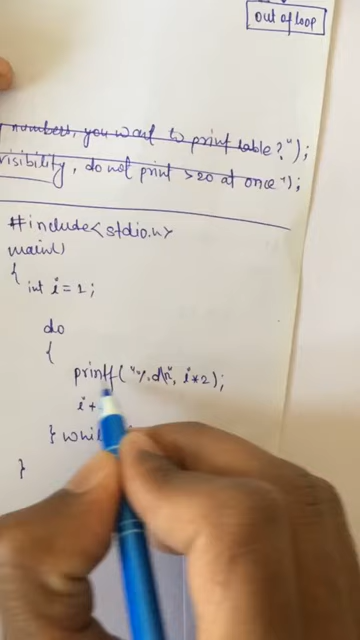 Out of loop
numbers, you want to print table?");
visibility, do not print >20 at once");
#include<stdio.h>
main()
{
int i=1;
do
{
printf("%d\n", i*2);
i+
} whil
}